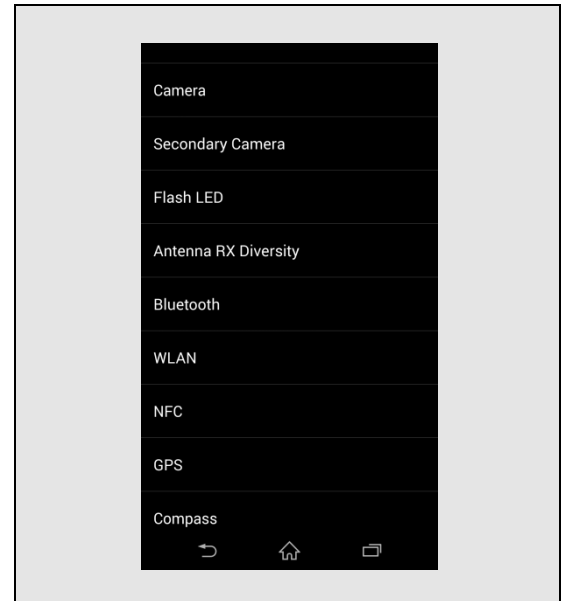 Camera
Secondary Camera
Flash LED
Antenna RX Diversity
Bluetooth
WLAN
NFC
GPS
Compass